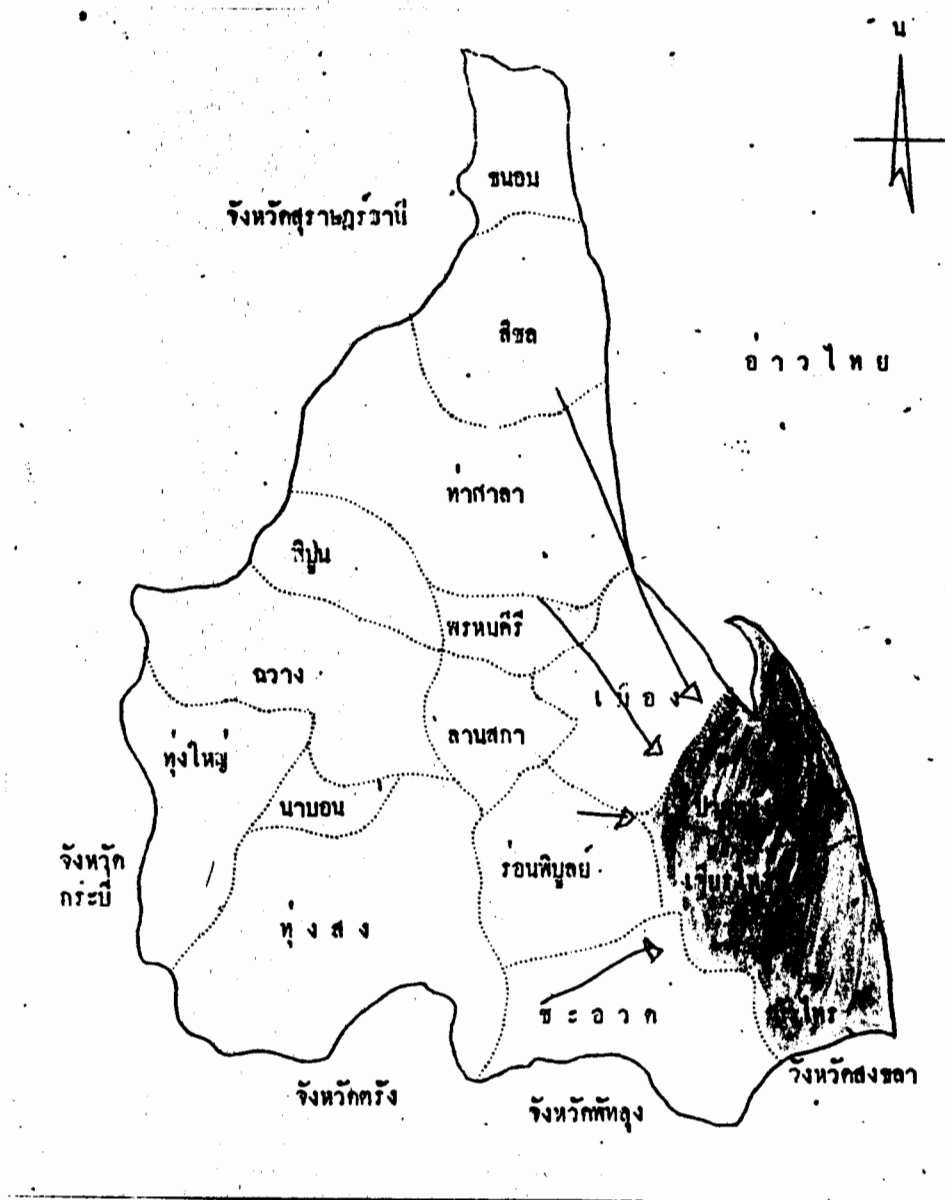 น
ขนอม
จังหวัดสุราษฎร์ธานี
สิชล
อ่าวไทย
ท่าศาลา
พิปูน
พรหมคีรี
ฉวาง
เมือง
ลานสกา
ทุ่งใหญ่
นาบอน
ร่อนพิบูลย์
จังหวัด
กระบี่
ทุ่งสง
ชะอวด
จังหวัดสงขลา
จังหวัดตรัง
จังหวัดพัทลุง